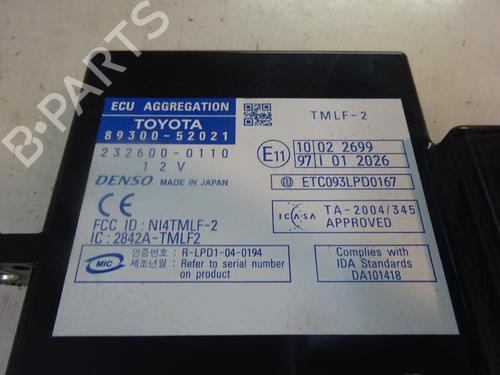 B-PARTS
ECU AGGREGATION
TMLF-2
TOYOTA
89300-52021
232600-0110
12V
DENSO MADE IN JAPAN
E11
10 02 2699
97 I 01 2026
ETC093LPD0167
CE
FCC ID : NI4TMLF-2
IC : 2842A-TMLF2
ICASA
TA-2004/345
APPROVED
MIC
인증번호 : R-LPD1-04-0194
제조년월 : Refer to serial number
on product
Complies with
IDA Standards
DA101418